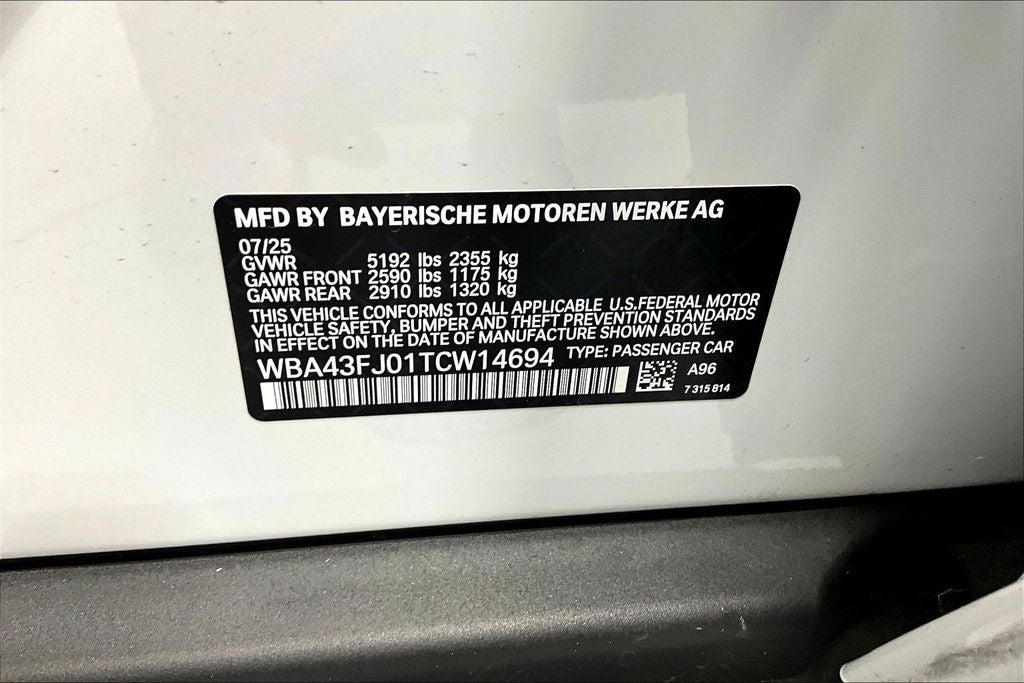 MFD BY BAYERISCHE MOTOREN WERKE AG
07/25
GVWR 5192 lbs 2355 kg
GAWR FRONT 2590 lbs 1175 kg
GAWR REAR 2910 lbs 1320 kg
THIS VEHICLE CONFORMS TO ALL APPLICABLE U.S.FEDERAL MOTOR
VEHICLE SAFETY, BUMPER AND THEFT PREVENTION STANDARDS
IN EFFECT ON THE DATE OF MANUFACTURE SHOWN ABOVE.
WBA43FJ01TCW14694 TYPE: PASSENGER CAR
A96
7 315 814